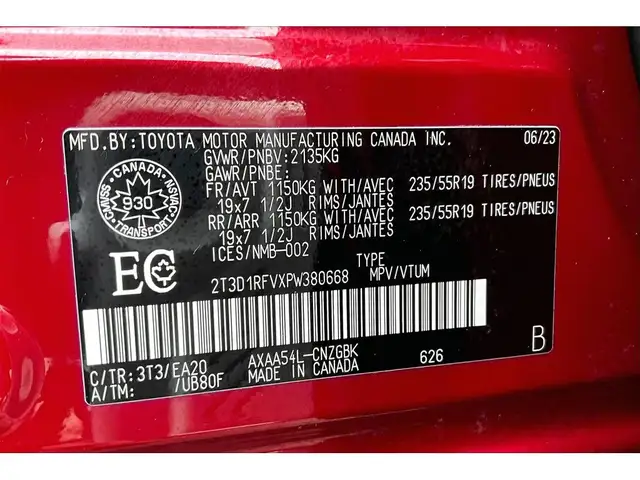 MFD.BY:TOYOTA MOTOR MANUFACTURING CANADA INC. 06/23
GVWR/PNBV:2135KG
GAWR/PNBE:
FR/AVT 1150KG WITH/AVEC 235/55R19 TIRES/PNEUS
19x7 1/2J RIMS/JANTES
RR/ARR 1150KG WITH/AVEC 235/55R19 TIRES/PNEUS
19x7 1/2J RIMS/JANTES
ICES/NMB-002
CANADA
930
TRANSPORT
EC
TYPE
2T3D1RFVXPW380668 MPV/VTUM
C/TR:3T3/EA20 AXAA54L-CNZGBK 626 B
A/TM: /UB80F MADE IN CANADA